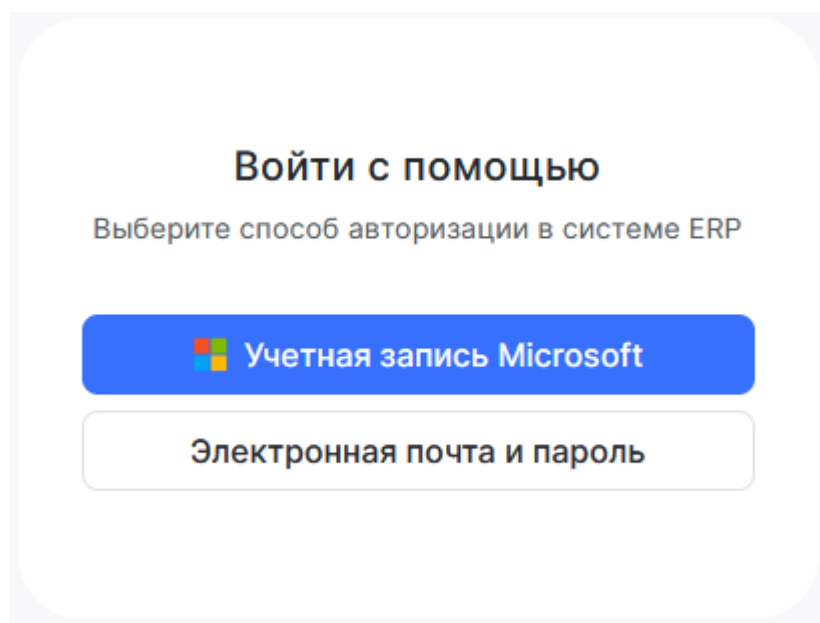 Войти с помощью
Выберите способ авторизации в системе ERP
Учетная запись Microsoft
Электронная почта и пароль